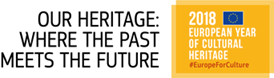 OUR HERITAGE:
WHERE THE PAST
MEETS THE FUTURE
2018
EUROPEAN YEAR
OF CULTURAL
HERITAGE
#EuropeForCulture